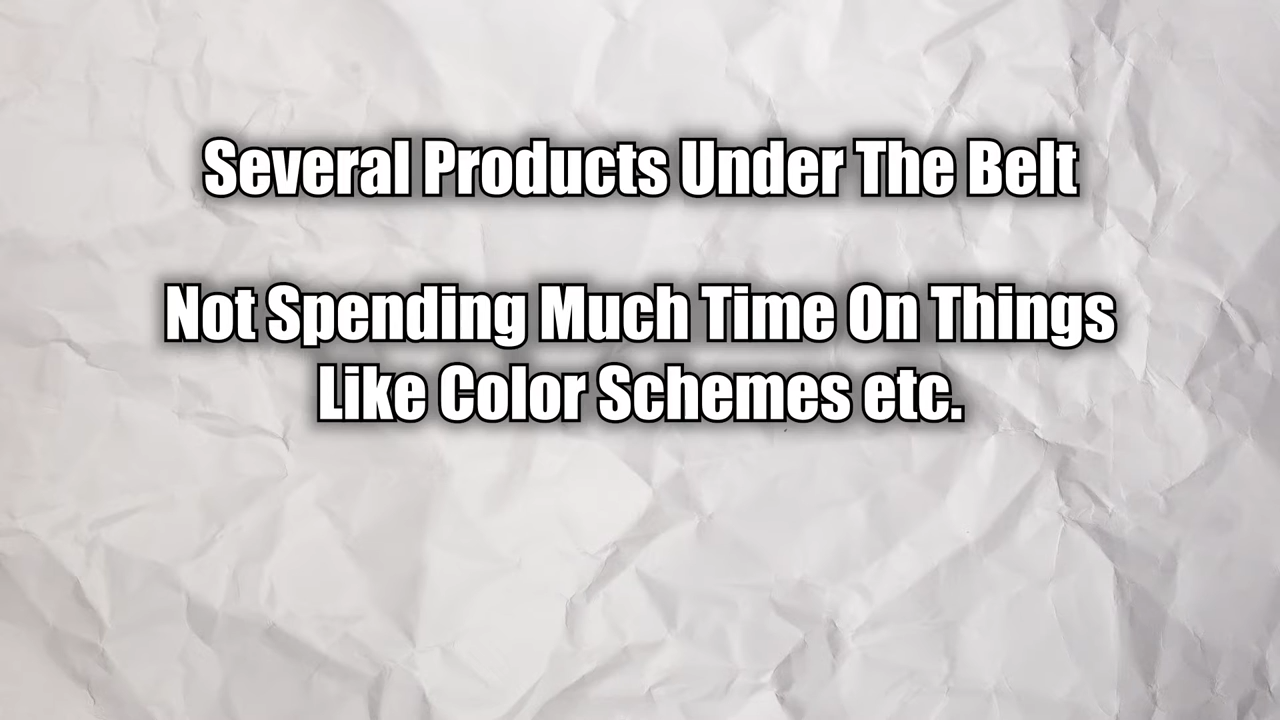 Several Products Under The Belt
Not Spending Much Time On Things
Like Color Schemes etc.